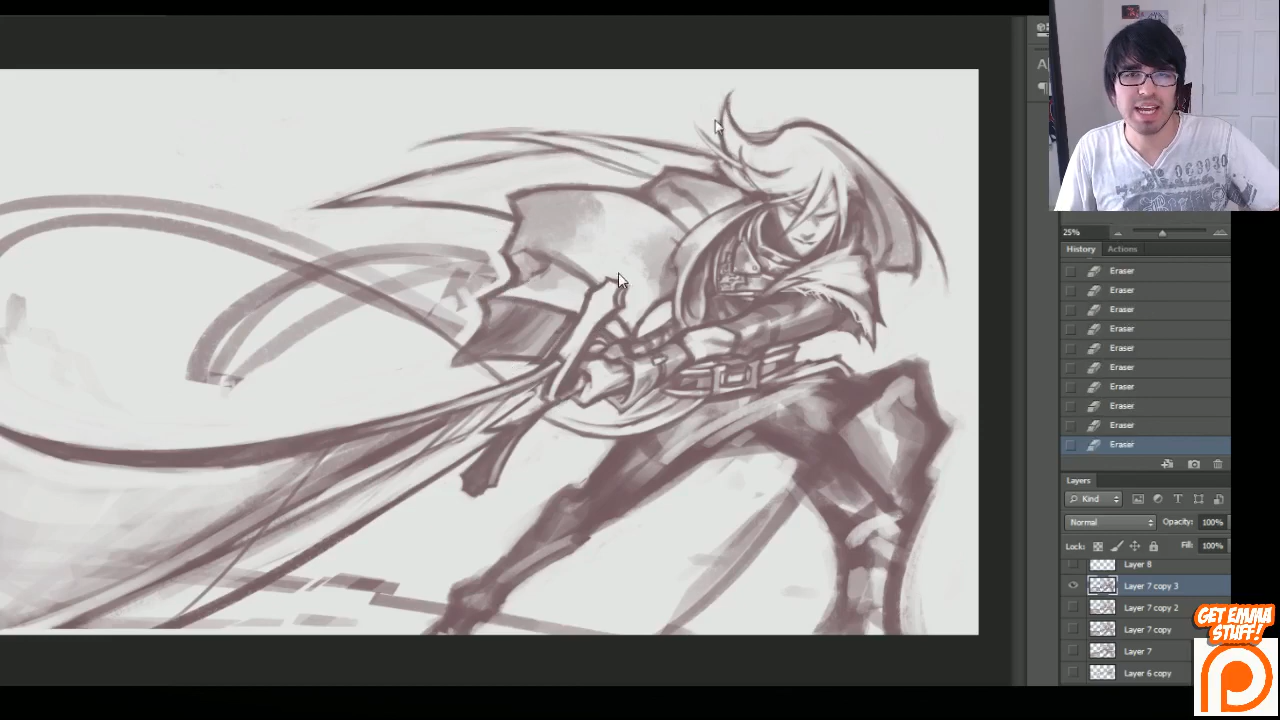 25%
History
Actions
Eraser
Eraser
Eraser
Eraser
Eraser
Eraser
Eraser
Eraser
Eraser
Eraser
Layers
Kind
Normal
Opacity: 100%
Lock:
Fill: 100%
Layer 8
Layer 7 copy 3
Layer 7 copy 2
Layer 7 copy
Layer 7
Layer 6 copy
GET EMMA
STUFF!